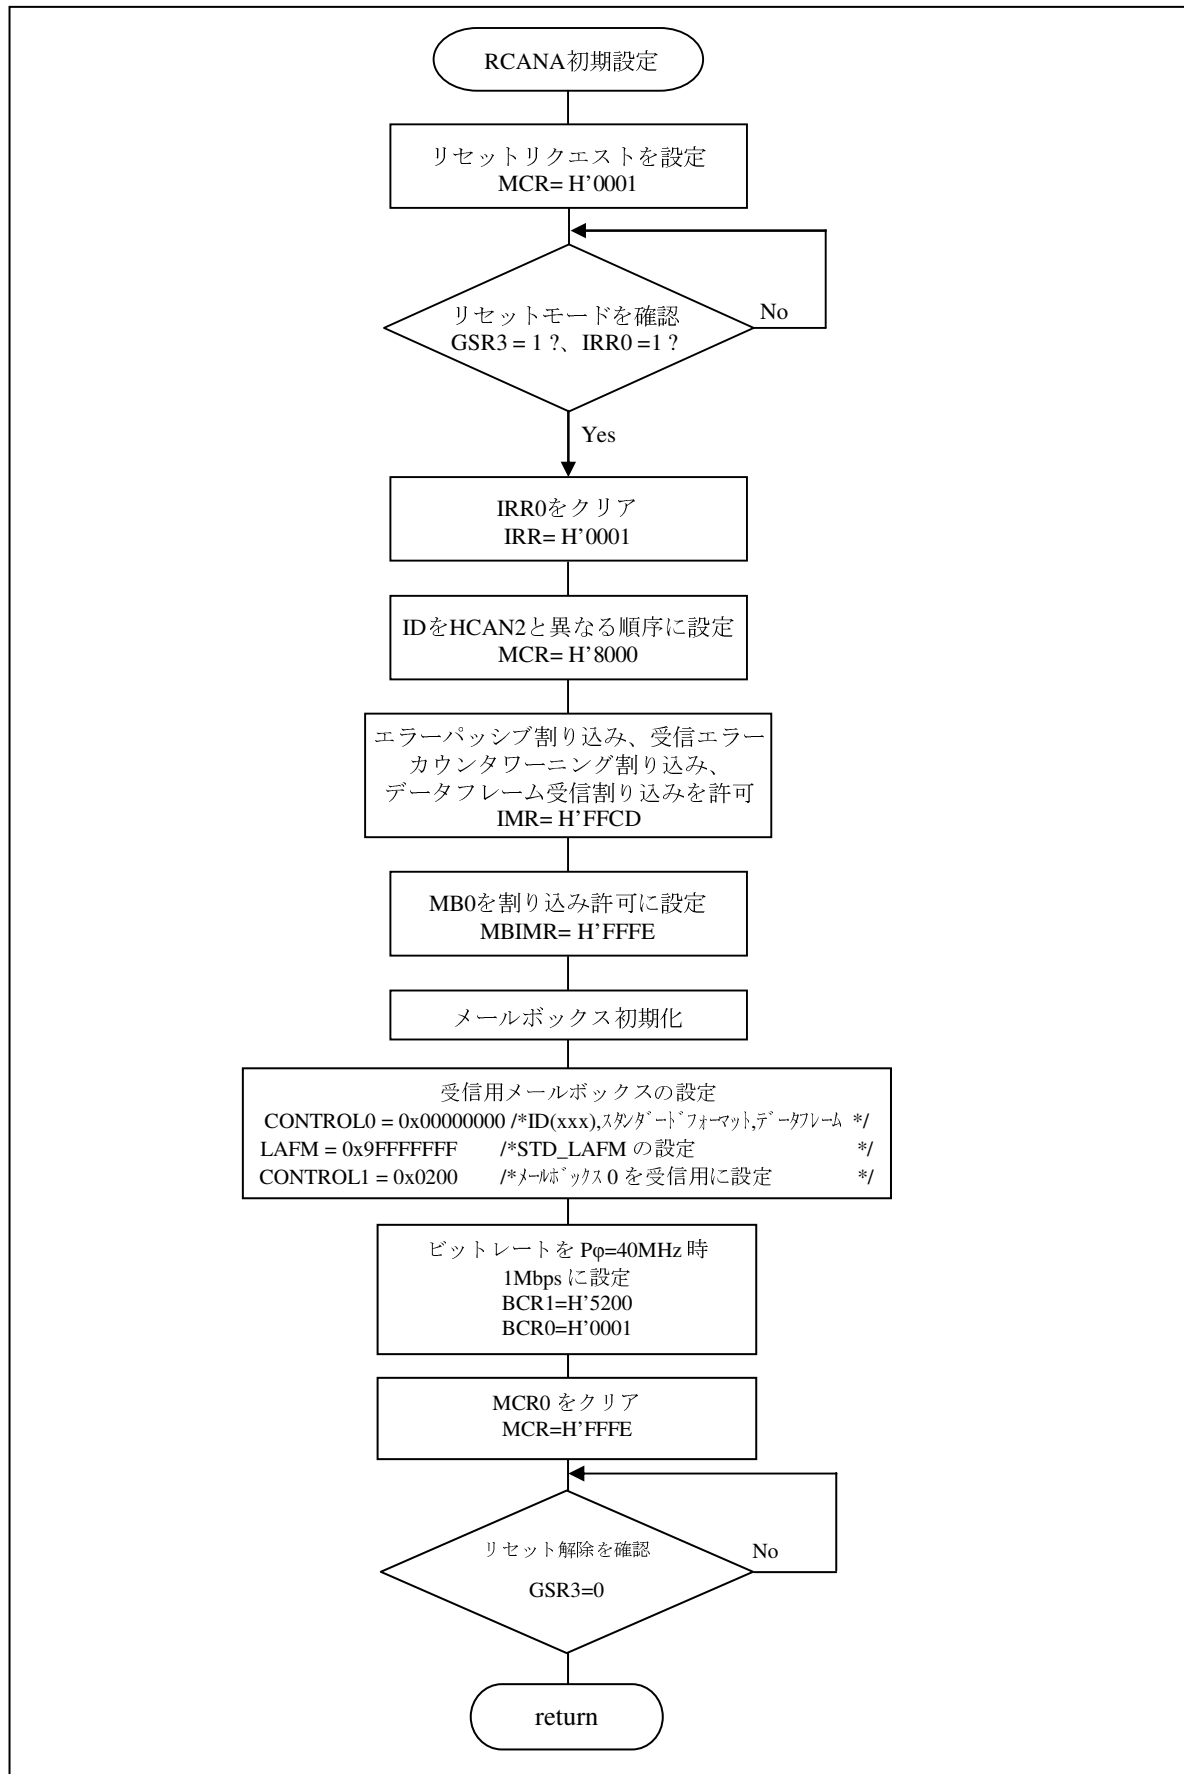 RCANA初期設定
リセットリクエストを設定
MCR= H'0001
リセットモードを確認
GSR3 = 1 ?、IRR0 =1 ?
No
Yes
IRR0をクリア
IRR= H'0001
IDをHCAN2と異なる順序に設定
MCR= H'8000
エラーパッシブ割り込み、受信エラー
カウンタワーニング割り込み、
データフレーム受信割り込みを許可
IMR= H'FFCD
MB0を割り込み許可に設定
MBIMR= H'FFFE
メールボックス初期化
受信用メールボックスの設定
CONTROL0 = 0x00000000 /*ID(xxx),ｽﾀﾝﾀﾞｰﾄﾞﾌｫｰﾏｯﾄ,ﾃﾞｰﾀﾌﾚｰﾑ */
LAFM = 0x9FFFFFFF /*STD_LAFM の設定 */
CONTROL1 = 0x0200 /*ﾒｰﾙﾎﾞｯｸｽ 0 を受信用に設定 */
ビットレートを Pφ=40MHz 時
1Mbps に設定
BCR1=H'5200
BCR0=H'0001
MCR0 をクリア
MCR=H'FFFE
リセット解除を確認
No
GSR3=0
return